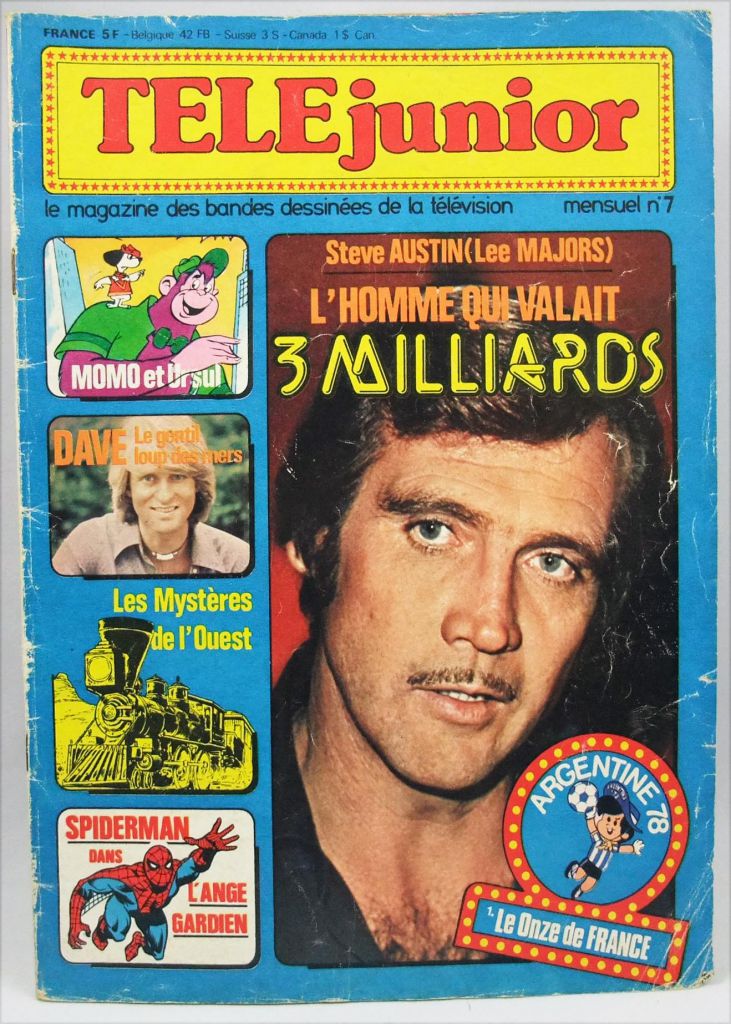 FRANCE 5 F - Belgique 42 FB - Suisse 3 S - Canada 1 $ Can.
TELEjunior
le magazine des bandes dessinées de la télévision mensuel n°7
MOMO et Ursul
DAVE Le gentil
loup des mers
Les Mystères
de l'Ouest
SPIDERMAN
DANS
L'ANGE
GARDIEN
Steve AUSTIN (Lee MAJORS)
L'HOMME QUI VALAIT
3 MILLIARDS
ARGENTINE 78
1. Le Onze de FRANCE